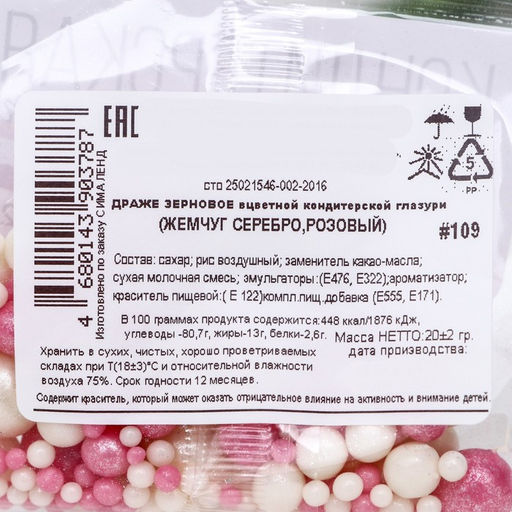 ЕАС
4 680143 903787
Изготовлено по заказу СИМАЛЕНД
5
PP
сто 25021546-002-2016
ДРАЖЕ ЗЕРНОВОЕ вцветной кондитерской глазури
(ЖЕМЧУГ СЕРЕБРО,РОЗОВЫЙ)
#109
Состав: сахар; рис воздушный; заменитель какао-масла;
сухая молочная смесь; эмульгаторы:(Е476, Е322);ароматизатор;
краситель пищевой:( Е 122)компл.пищ.добавка (Е555, Е171).
В 100 граммах продукта содержится:448 ккал/1876 кДж,
углеводы -80,7г, жиры-13г, белки-2,6г.
Масса НЕТТО:20±2 гр.
дата производства:
Хранить в сухих, чистых, хорошо проветриваемых
складах при Т(18±3)°С и относительной влажности
воздуха 75%. Срок годности 12 месяцев.
Содержит краситель, который может оказать отрицательное влияние на активность и внимание детей.